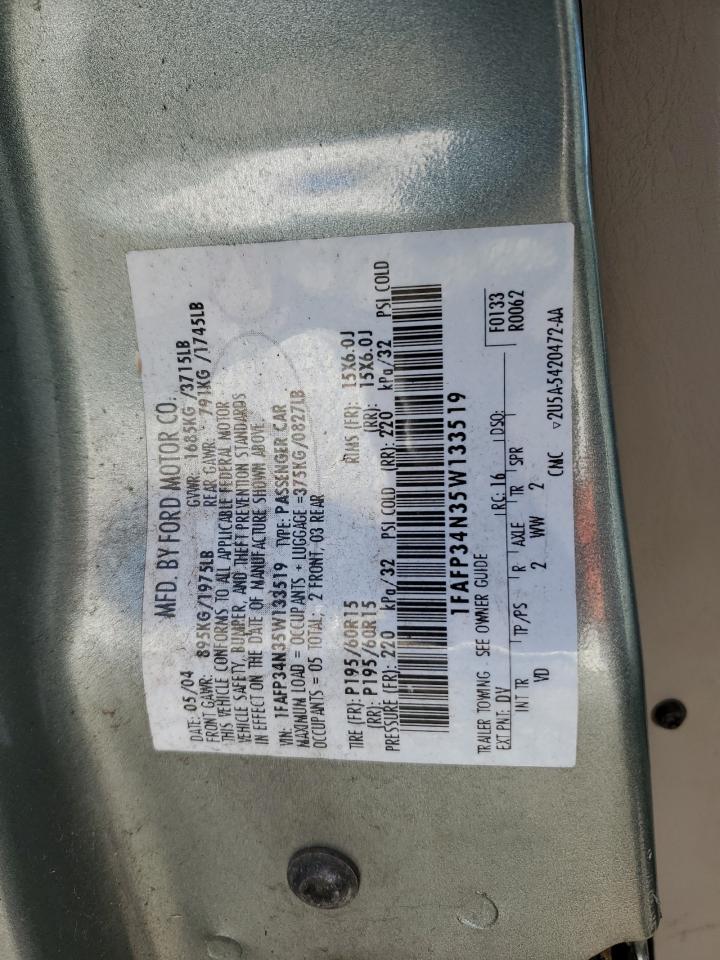 MFD. BY FORD MOTOR CO.
DATE: 05/04 GVWR: 1685KG /3715LB
FRONT GAWR: 895KG/1975LB REAR GAWR: 791KG /1745LB
THIS VEHICLE CONFORMS TO ALL APPLICABLE FEDERAL MOTOR
VEHICLE SAFETY, BUMPER, AND THEFT PREVENTION STANDARDS
IN EFFECT ON THE DATE OF MANUFACTURE SHOWN ABOVE
VIN: 1FAFP34N35W133519 TYPE: PASSENGER CAR
MAXIMUM LOAD = OCCUPANTS + LUGGAGE =375KG/0827LB
OCCUPANTS = 05 TOTAL, 2 FRONT, 03 REAR
TIRE (FR): P195/60R15 RIMS (FR): 15X6.0J
(RR): P195/60R15 (RR): 15X6.0J
PRESSURE (FR): 220 kPa/32 PSI COLD (RR): 220 kPa/32 PSI COLD
1FAFP34N35W133519
TRAILER TOWING - SEE OWNER GUIDE
F0133
R0062
EXT PNT: DV RC: 16 DSO:
INT TR TP/PS R AXLE TR SPR
VD 2 WW 2
CMC v2U5A-5420472-AA